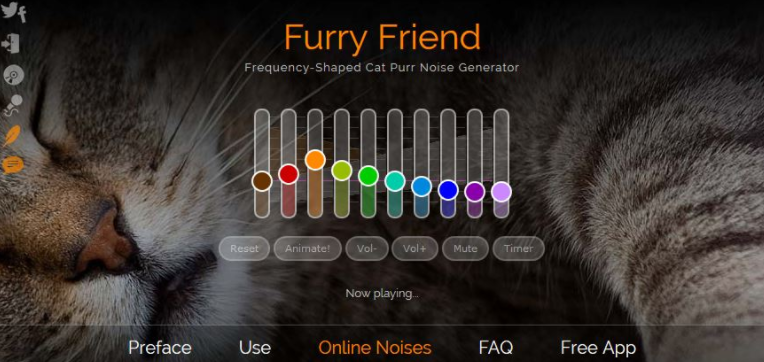 Furry Friend
Frequency-Shaped Cat Purr Noise Generator
Reset Animate! Vol- Vol+ Mute Timer
Now playing...
Preface Use Online Noises FAQ Free App